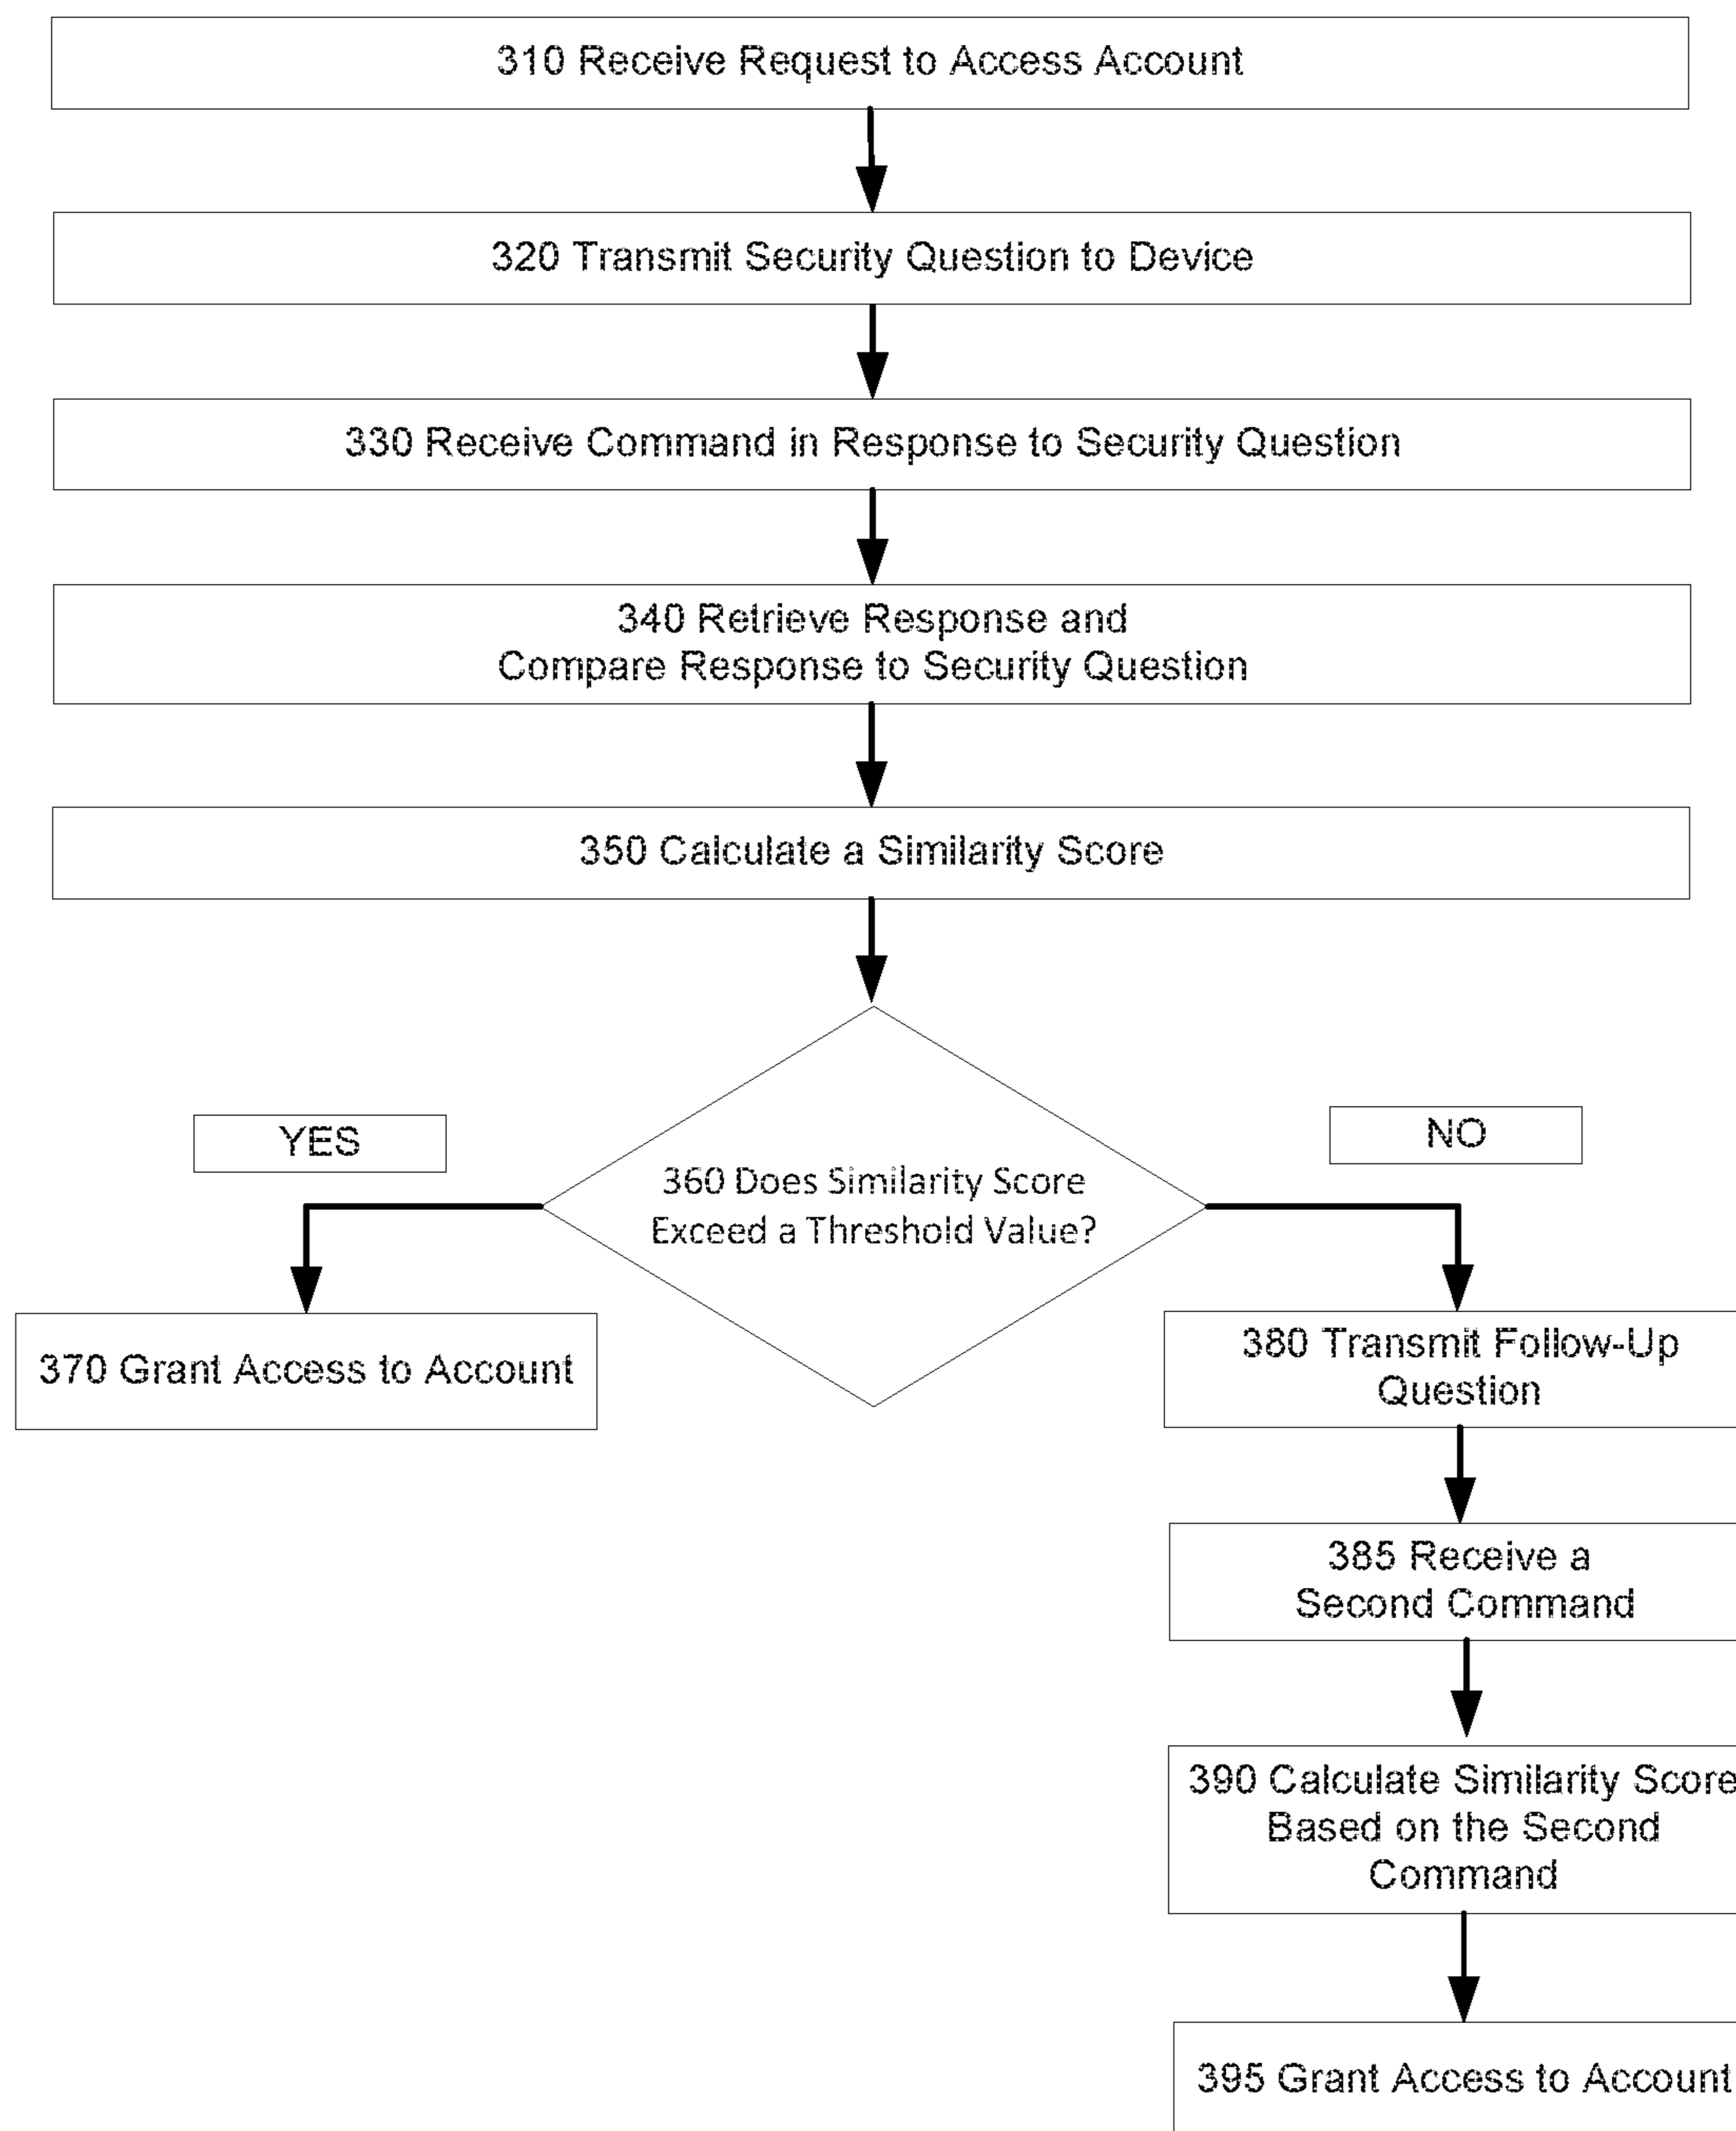 310 Receive Request to Access Account
320 Transmit Security Question to Device
330 Receive Command in Response to Security Question
340 Retrieve Response and
Compare Response to Security Question
350 Calculate a Similarity Score
360 Does Similarity Score
Exceed a Threshold Value?
YES
370 Grant Access to Account
NO
380 Transmit Follow-Up
Question
385 Receive a
Second Command
390 Calculate Similarity Score
Based on the Second
Command
395 Grant Access to Account